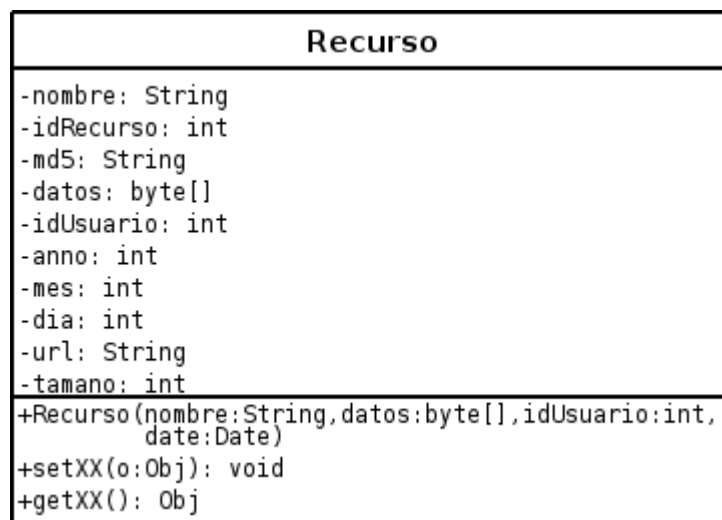 Recurso
-nombre: String
-idRecurso: int
-md5: String
-datos: byte[]
-idUsuario: int
-anno: int
-mes: int
-dia: int
-url: String
-tamano: int
+Recurso(nombre:String,datos:byte[],idUsuario:int,
date:Date)
+setXX(o:Obj): void
+getXX(): Obj